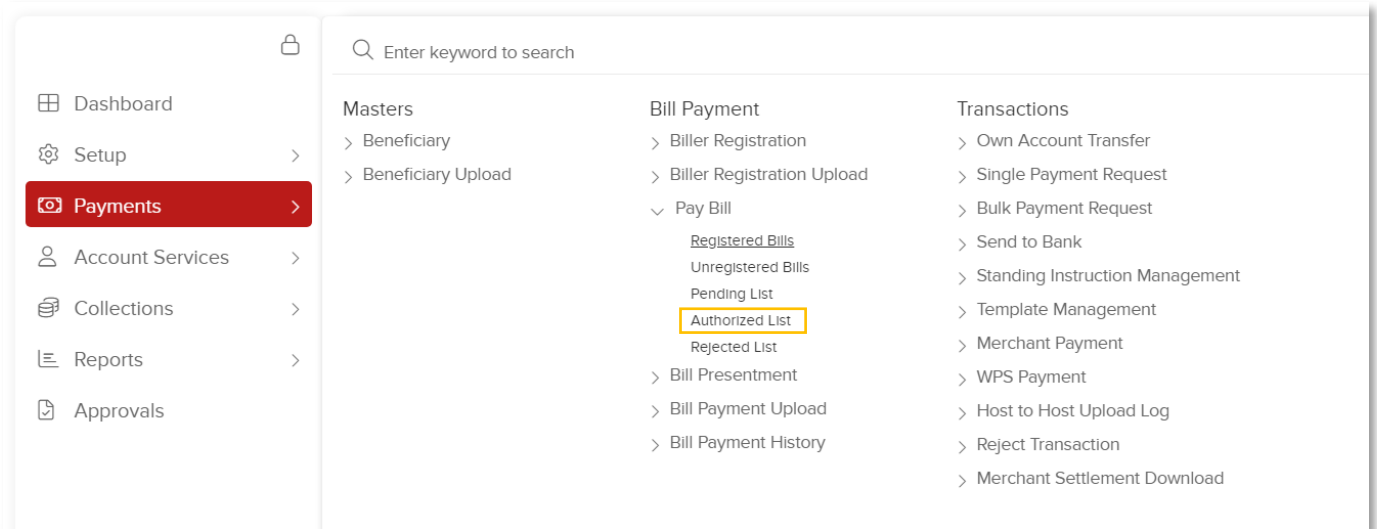 Dashboard
Setup
Payments
Account Services
Collections
Reports
Approvals
Enter keyword to search
Masters
Beneficiary
Beneficiary Upload
Bill Payment
Biller Registration
Biller Registration Upload
Pay Bill
Registered Bills
Unregistered Bills
Pending List
Authorized List
Rejected List
Bill Presentment
Bill Payment Upload
Bill Payment History
Transactions
Own Account Transfer
Single Payment Request
Bulk Payment Request
Send to Bank
Standing Instruction Management
Template Management
Merchant Payment
WPS Payment
Host to Host Upload Log
Reject Transaction
Merchant Settlement Download